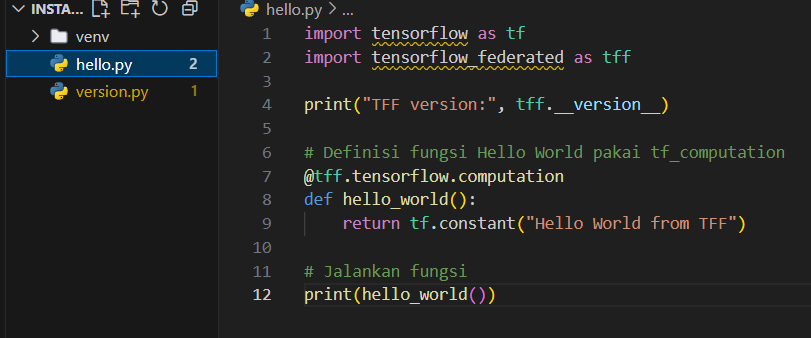 INSTA...
venv
hello.py 2
version.py 1
hello.py > ...
1 import tensorflow as tf
2 import tensorflow_federated as tff
3
4 print("TFF version:", tff.__version__)
5
6 # Definisi fungsi Hello World pakai tf_computation
7 @tff.tensorflow.computation
8 def hello_world():
9     return tf.constant("Hello World from TFF")
10
11 # Jalankan fungsi
12 print(hello_world())